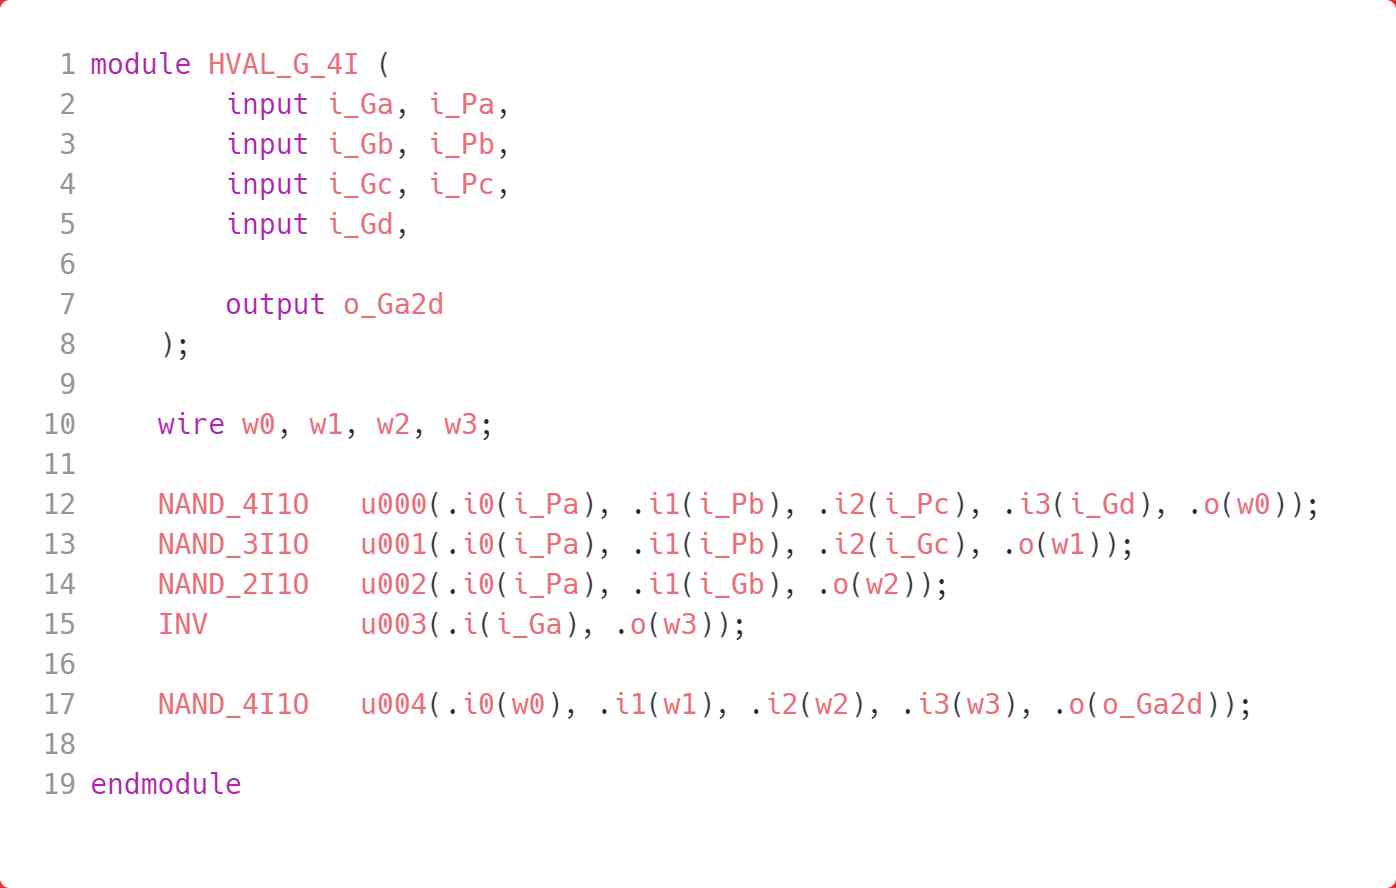 1 module HVAL_G_4I (
2         input i_Ga, i_Pa,
3         input i_Gb, i_Pb,
4         input i_Gc, i_Pc,
5         input i_Gd,
6
7         output o_Ga2d
8     );
9
10     wire w0, w1, w2, w3;
11
12     NAND_4I1O   u000(.i0(i_Pa), .i1(i_Pb), .i2(i_Pc), .i3(i_Gd), .o(w0));
13     NAND_3I1O   u001(.i0(i_Pa), .i1(i_Pb), .i2(i_Gc), .o(w1));
14     NAND_2I1O   u002(.i0(i_Pa), .i1(i_Gb), .o(w2));
15     INV         u003(.i(i_Ga), .o(w3));
16
17     NAND_4I1O   u004(.i0(w0), .i1(w1), .i2(w2), .i3(w3), .o(o_Ga2d));
18
19 endmodule